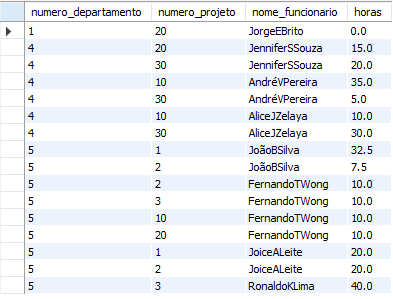 numero_departamento numero_projeto nome_funcionario horas
1 20 JorgeEBrito 0.0
4 20 JenniferSSouza 15.0
4 30 JenniferSSouza 20.0
4 10 AndréVPereira 35.0
4 30 AndréVPereira 5.0
4 10 AliceJZelaya 10.0
4 30 AliceJZelaya 30.0
5 1 JoãoBSilva 32.5
5 2 JoãoBSilva 7.5
5 2 FernandoTWong 10.0
5 3 FernandoTWong 10.0
5 10 FernandoTWong 10.0
5 20 FernandoTWong 10.0
5 1 JoiceALeite 20.0
5 2 JoiceALeite 20.0
5 3 RonaldoKLima 40.0